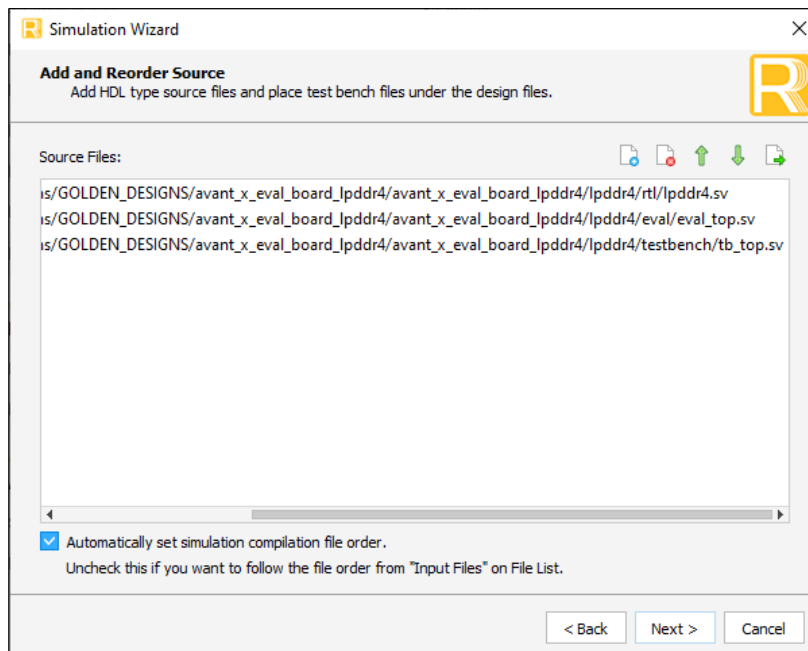 Simulation Wizard
Add and Reorder Source
Add HDL type source files and place test bench files under the design files.
Source Files:
ıs/GOLDEN_DESIGNS/avant_x_eval_board_lpddr4/avant_x_eval_board_lpddr4/lpddr4/rtl/lpddr4.sv
ıs/GOLDEN_DESIGNS/avant_x_eval_board_lpddr4/avant_x_eval_board_lpddr4/lpddr4/eval/eval_top.sv
ıs/GOLDEN_DESIGNS/avant_x_eval_board_lpddr4/avant_x_eval_board_lpddr4/lpddr4/testbench/tb_top.sv
Automatically set simulation compilation file order.
Uncheck this if you want to follow the file order from "Input Files" on File List.
< Back Next > Cancel